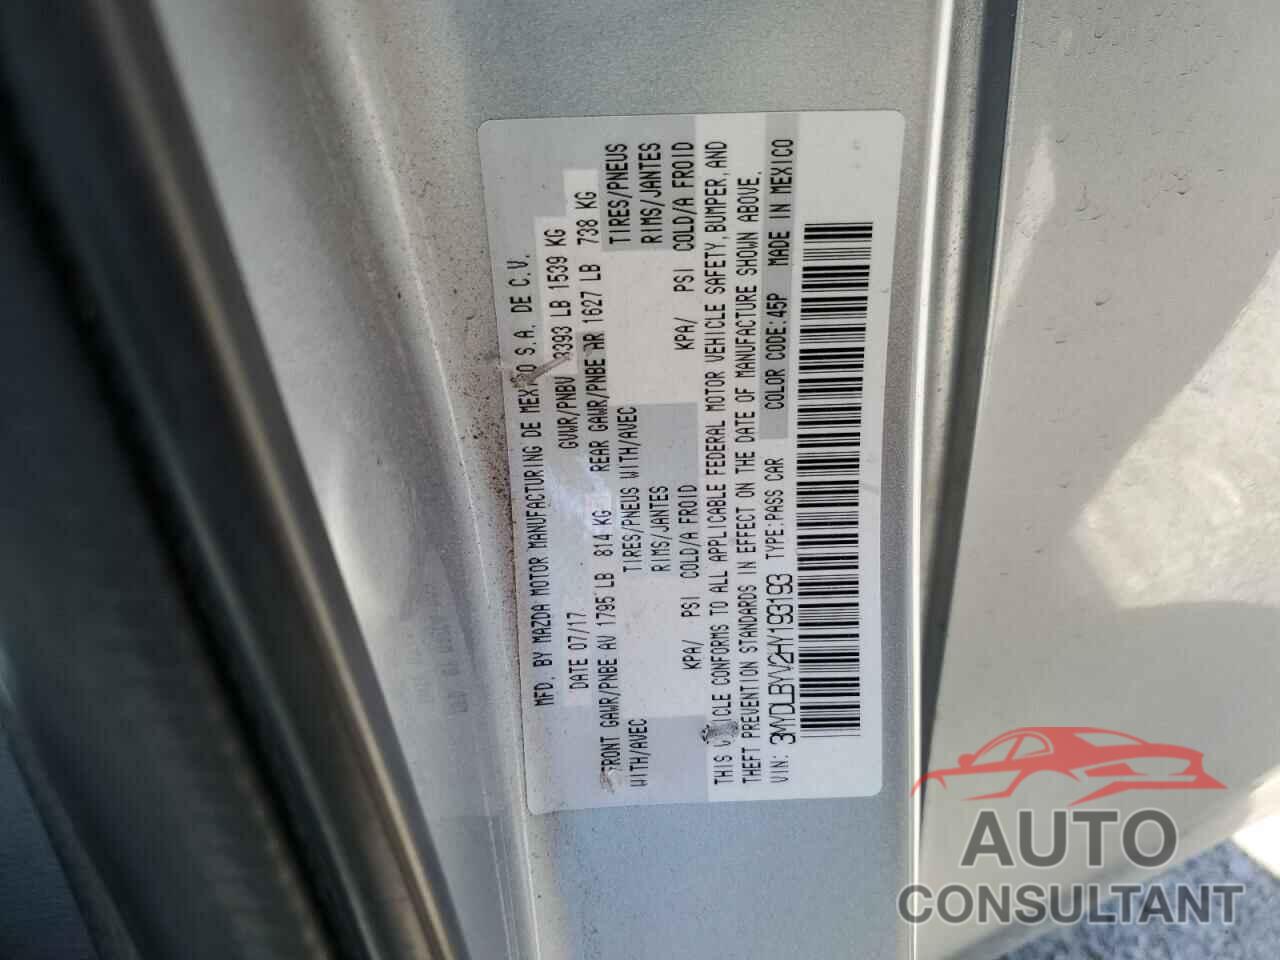 MFD. BY MAZDA MOTOR MANUFACTURING DE MEXICO S.A. DE C.V.
DATE 07/17 GVWR/PNBV 3393 LB 1539 KG
FRONT GAWR/PNBE AV 1795 LB 814 KG REAR GAWR/PNBE AR 1627 LB 738 KG
WITH/AVEC TIRES/PNEUS WITH/AVEC TIRES/PNEUS
RIMS/JANTES RIMS/JANTES
KPA/ PSI COLD/A FROID KPA/ PSI COLD/A FROID
THIS VEHICLE CONFORMS TO ALL APPLICABLE FEDERAL MOTOR VEHICLE SAFETY, BUMPER, AND
THEFT PREVENTION STANDARDS IN EFFECT ON THE DATE OF MANUFACTURE SHOWN ABOVE.
VIN: 3MYDLBYV2HY193193 TYPE:PASS CAR COLOR CODE:45P MADE IN MEXICO
AUTO
CONSULTANT